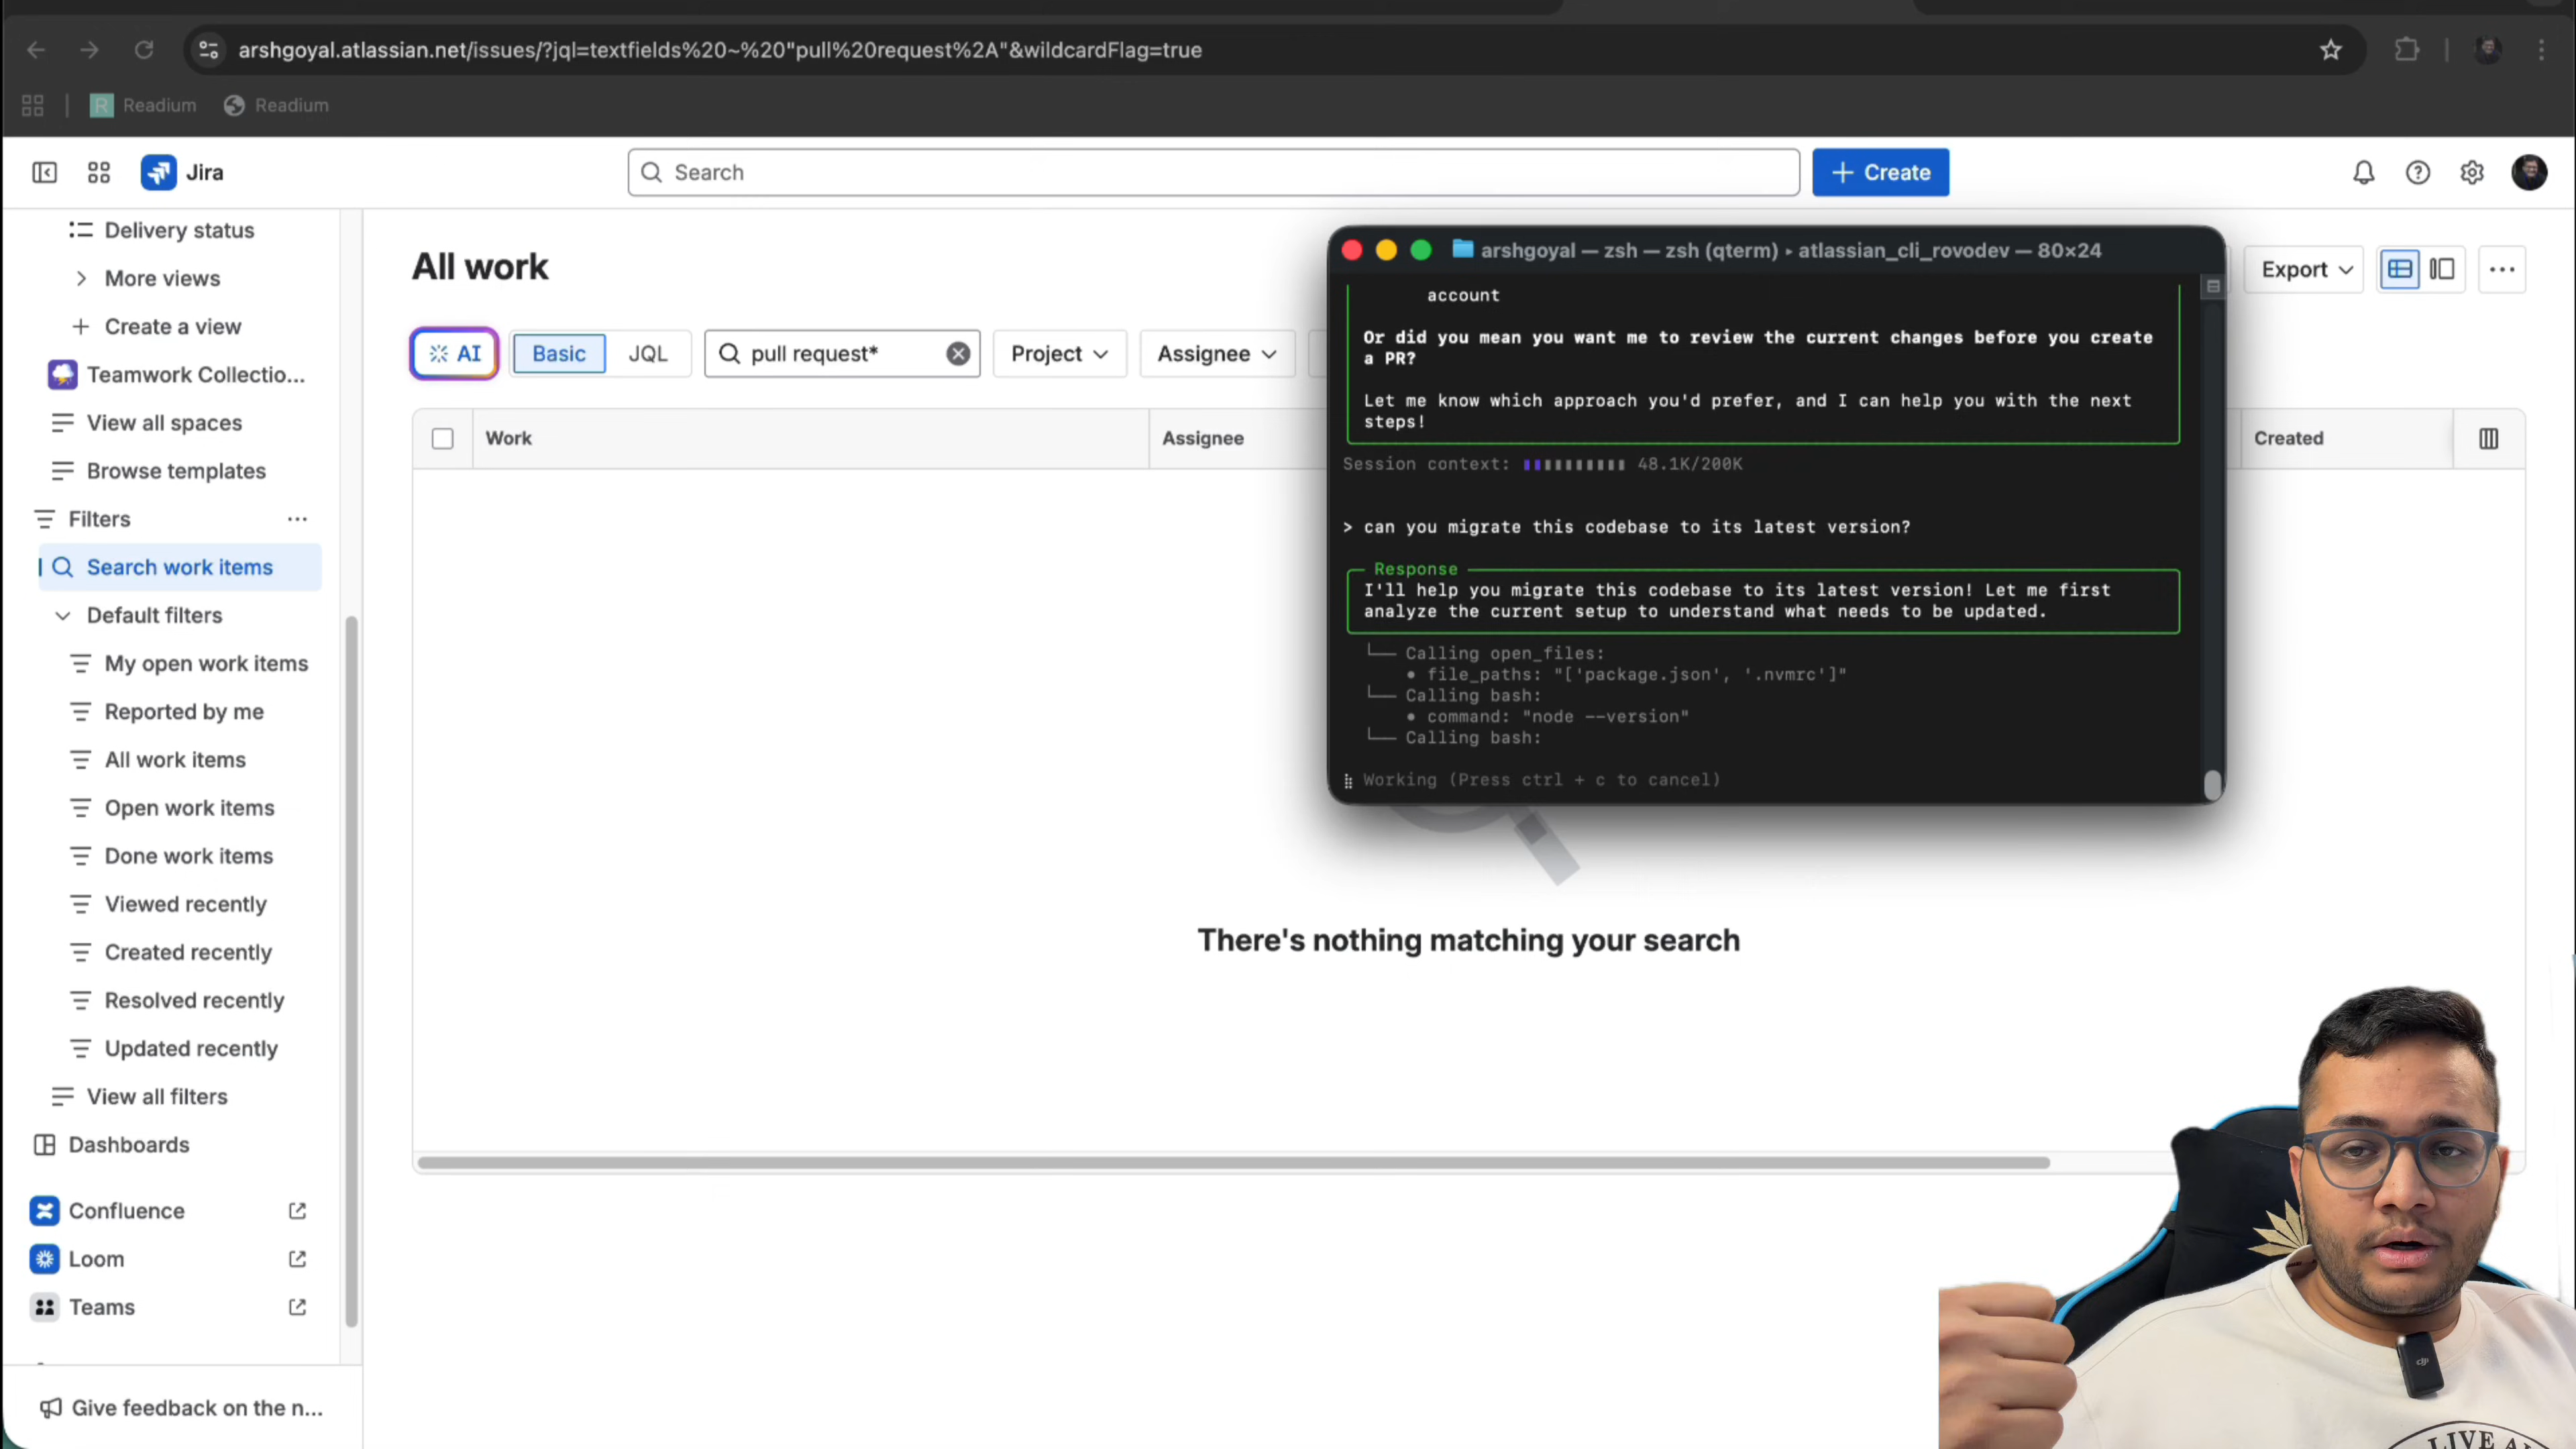 arshgoyal.atlassian.net/issues/?jql=textfields%20~%20"pull%20request%2A"&wildcardFlag=true
Readium
Readium
Jira
Search
Create
Delivery status
More views
Create a view
Teamwork Collectio...
View all spaces
Browse templates
Filters
Search work items
Default filters
My open work items
Reported by me
All work items
Open work items
Done work items
Viewed recently
Created recently
Resolved recently
Updated recently
View all filters
Dashboards
Confluence
Loom
Teams
Give feedback on the n...
All work
Export
AI
Basic
JQL
pull request*
Project
Assignee
Work
Assignee
Created
arshgoyal — zsh — zsh (qterm) ▸ atlassian_cli_rovodev — 80×24
account
Or did you mean you want me to review the current changes before you create
a PR?
Let me know which approach you'd prefer, and I can help you with the next
steps!
Session context: 48.1K/200K
> can you migrate this codebase to its latest version?
Response
I'll help you migrate this codebase to its latest version! Let me first
analyze the current setup to understand what needs to be updated.
Calling open_files:
• file_paths: "['package.json', '.nvmrc']"
Calling bash:
• command: "node --version"
Calling bash:
Working (Press ctrl + c to cancel)
There's nothing matching your search
dji
LIVE